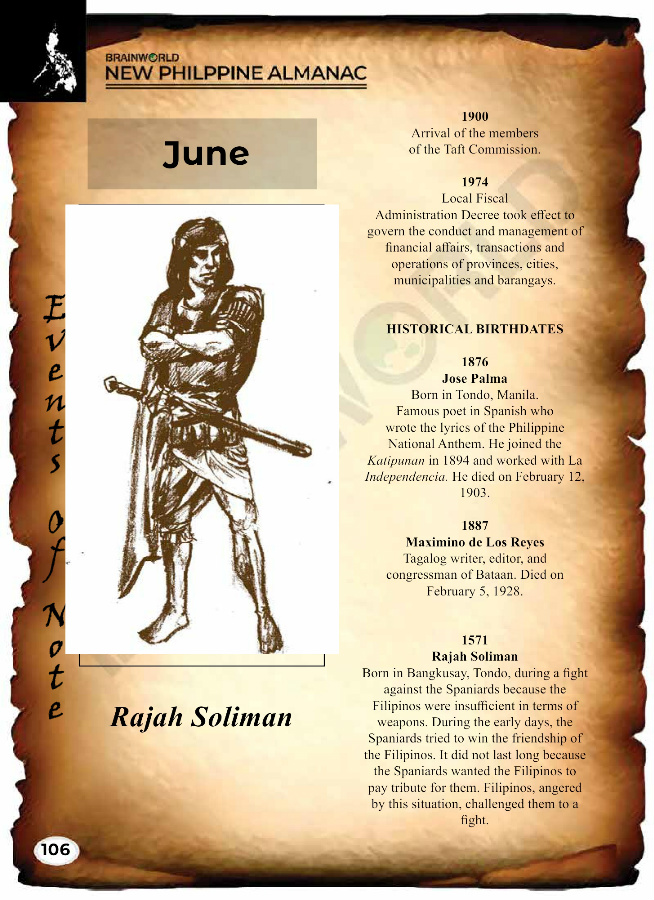 BRAINWORLD
NEW PHILPPINE ALMANAC
June
Events of Note
Rajah Soliman
1900
Arrival of the members
of the Taft Commission.
1974
Local Fiscal
Administration Decree took effect to
govern the conduct and management of
financial affairs, transactions and
operations of provinces, cities,
municipalities and barangays.
HISTORICAL BIRTHDATES
1876
Jose Palma
Born in Tondo, Manila.
Famous poet in Spanish who
wrote the lyrics of the Philippine
National Anthem. He joined the
Katipunan in 1894 and worked with La
Independencia. He died on February 12,
1903.
1887
Maximino de Los Reyes
Tagalog writer, editor, and
congressman of Bataan. Died on
February 5, 1928.
1571
Rajah Soliman
Born in Bangkusay, Tondo, during a fight
against the Spaniards because the
Filipinos were insufficient in terms of
weapons. During the early days, the
Spaniards tried to win the friendship of
the Filipinos. It did not last long because
the Spaniards wanted the Filipinos to
pay tribute for them. Filipinos, angered
by this situation, challenged them to a
fight.
106